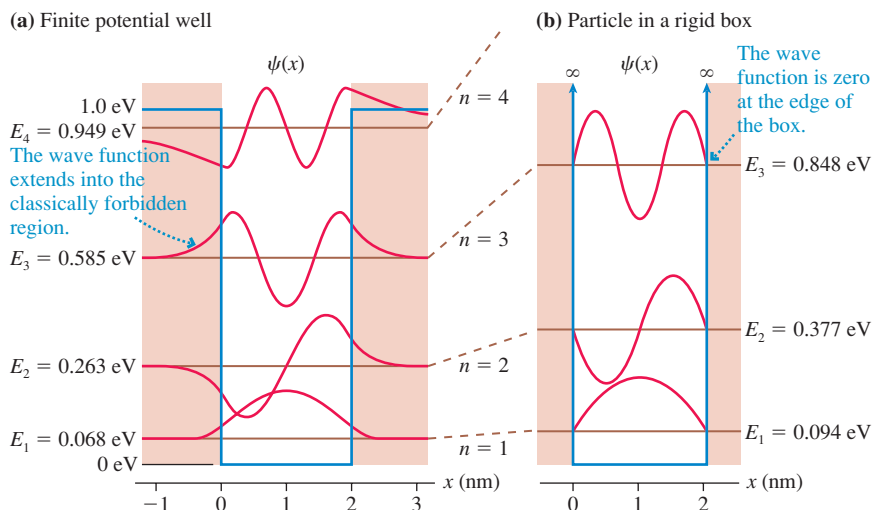 (a) Finite potential well
ψ(x)
1.0 eV
E₄ = 0.949 eV
The wave function
extends into the
classically forbidden
region.
E₃ = 0.585 eV
E₂ = 0.263 eV
E₁ = 0.068 eV
0 eV
n = 4
n = 3
n = 2
n = 1
x (nm)
−1 0 1 2 3
(b) Particle in a rigid box
∞ ψ(x) ∞
The wave
function is zero
at the edge of
the box.
E₃ = 0.848 eV
E₂ = 0.377 eV
E₁ = 0.094 eV
x (nm)
0 1 2